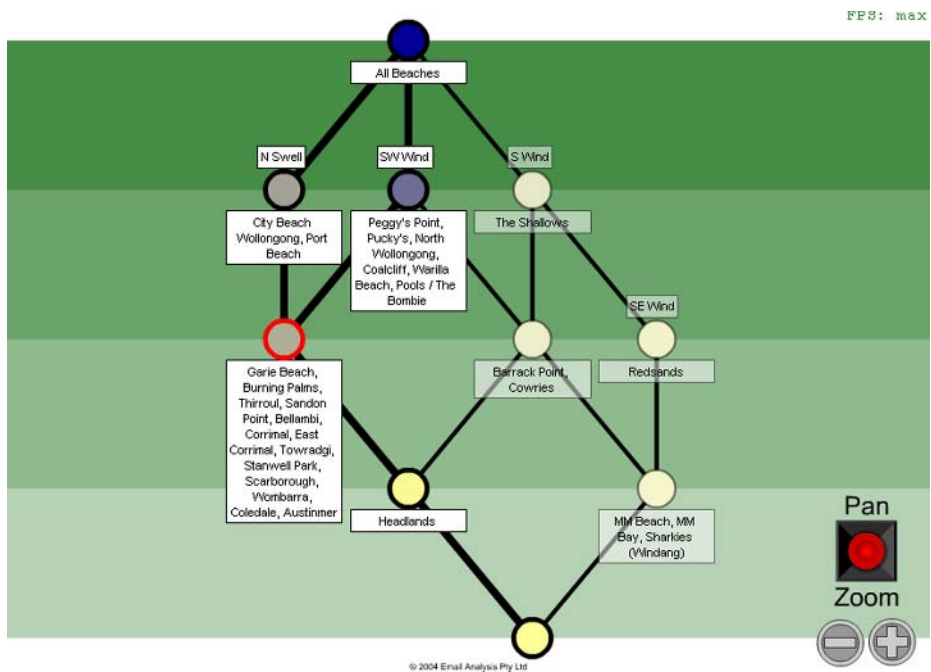 FPS: max
All Beaches
N Swell
SW Wind
S Wind
City Beach
Wollongong, Port
Beach
Peggy's Point,
Pucky's, North
Wollongong,
Coalcliff, Warilla
Beach, Pools / The
Bombie
The Shallows
SE Wind
Garie Beach,
Burning Palms,
Thirroul, Sandon
Point, Bellambi,
Corrimal, East
Corrimal, Towradgi,
Stanwell Park,
Scarborough,
Wombarra,
Coledale, Austinmer
Barrack Point,
Cowries
Redsands
Headlands
MM Beach, MM
Bay, Sharkies
(Windang)
Pan
Zoom
© 2004 Email Analysis Pty Ltd